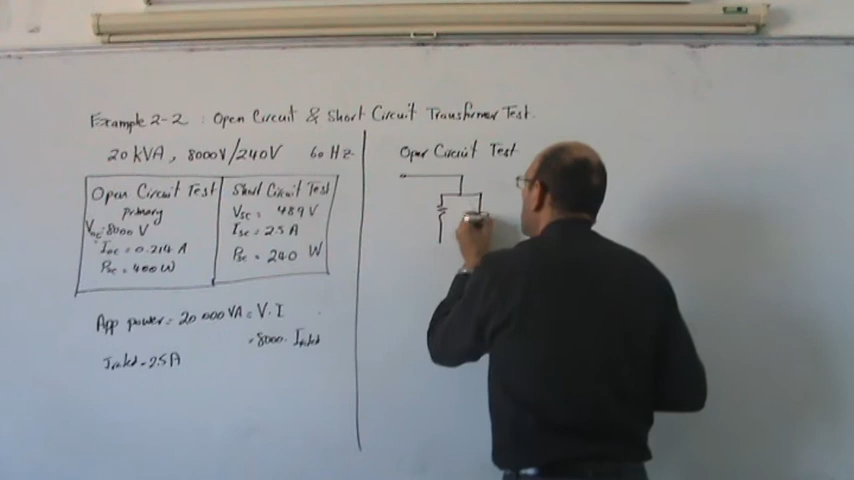 Example 2-2 : Open Circuit & Short Circuit Transformer Test.
20 kVA, 8000V/240V 60 Hz
Open Circuit Test
primary
Voc = 8000 V
Ioc = 0.214 A
Psc = 400 W
Short Circuit Test
Vsc = 489 V
Isc = 2.5 A
Psc = 240 W
App power = 20 000 VA = V. I
= 8000. Irated
Irated = 2.5 A
Open Circuit Test